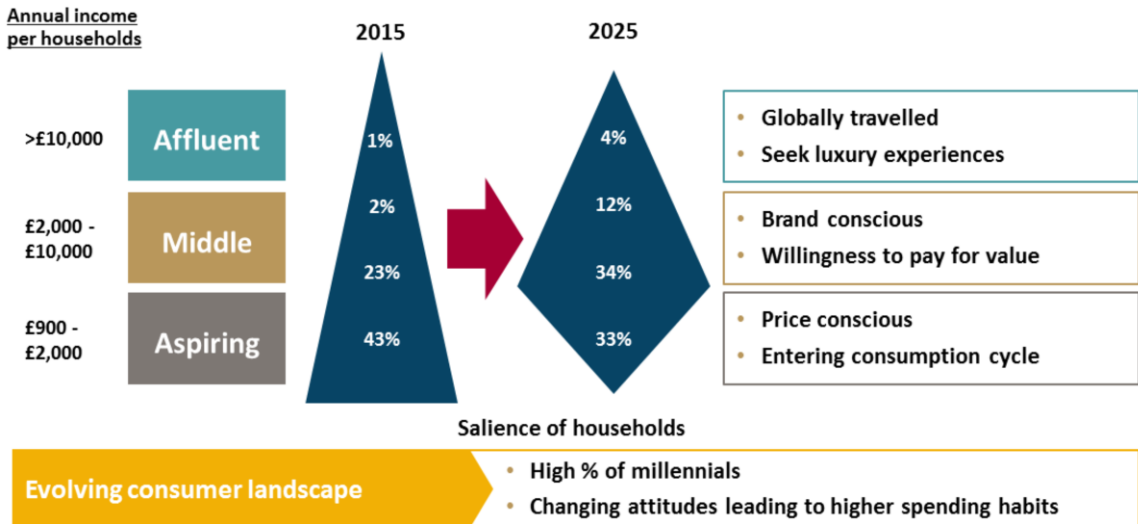 Annual income
per households
2015
2025
>£10,000
Affluent
1%
4%
• Globally travelled
• Seek luxury experiences
£2,000 -
£10,000
Middle
2%
23%
12%
34%
• Brand conscious
• Willingness to pay for value
£900 -
£2,000
Aspiring
43%
33%
• Price conscious
• Entering consumption cycle
Salience of households
Evolving consumer landscape
• High % of millennials
• Changing attitudes leading to higher spending habits